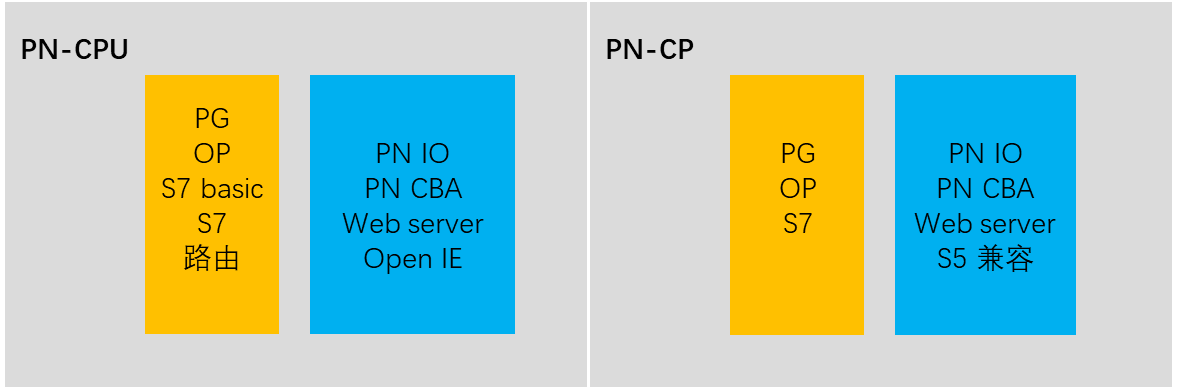 PN-CPU
PG
OP
S7 basic
S7
路由
PN IO
PN CBA
Web server
Open IE
PN-CP
PG
OP
S7
PN IO
PN CBA
Web server
S5 兼容